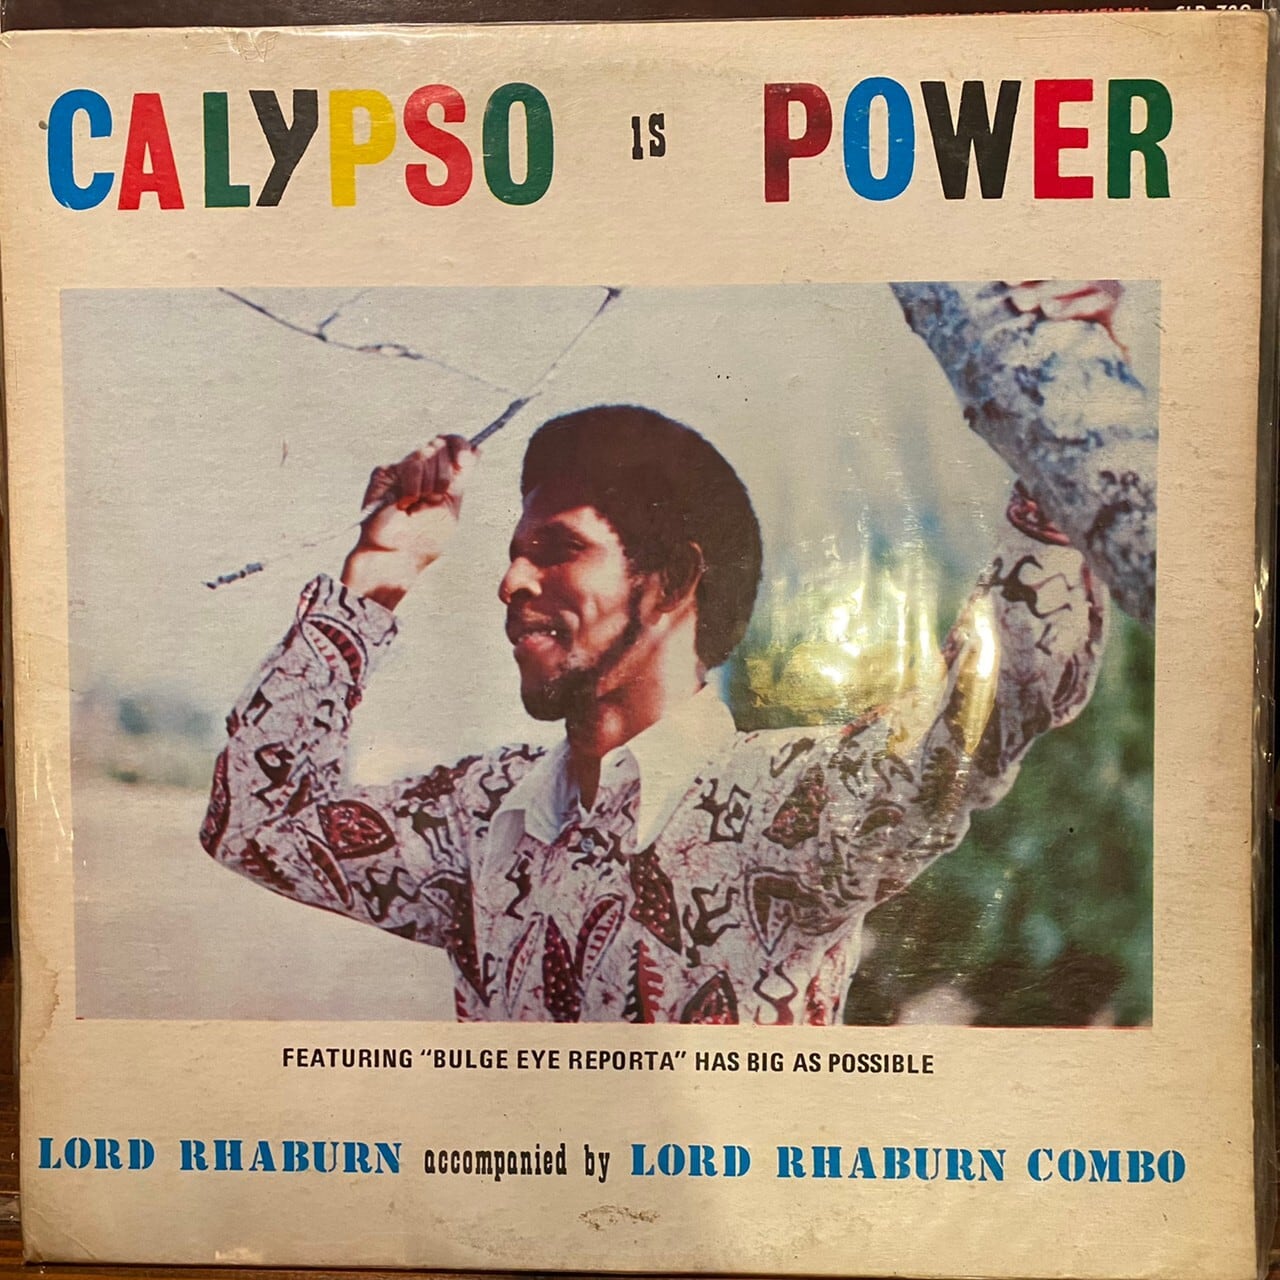 CALYPSO IS POWER
FEATURING "BULGE EYE REPORTA" HAS BIG AS POSSIBLE
LORD RHABURN accompanied by LORD RHABURN COMBO